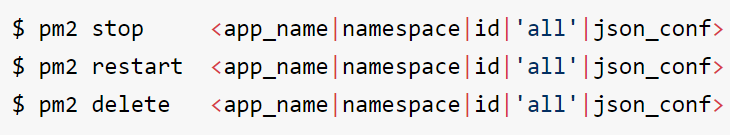 $ pm2 stop     <app_name|namespace|id|'all'|json_conf>
$ pm2 restart  <app_name|namespace|id|'all'|json_conf>
$ pm2 delete   <app_name|namespace|id|'all'|json_conf>